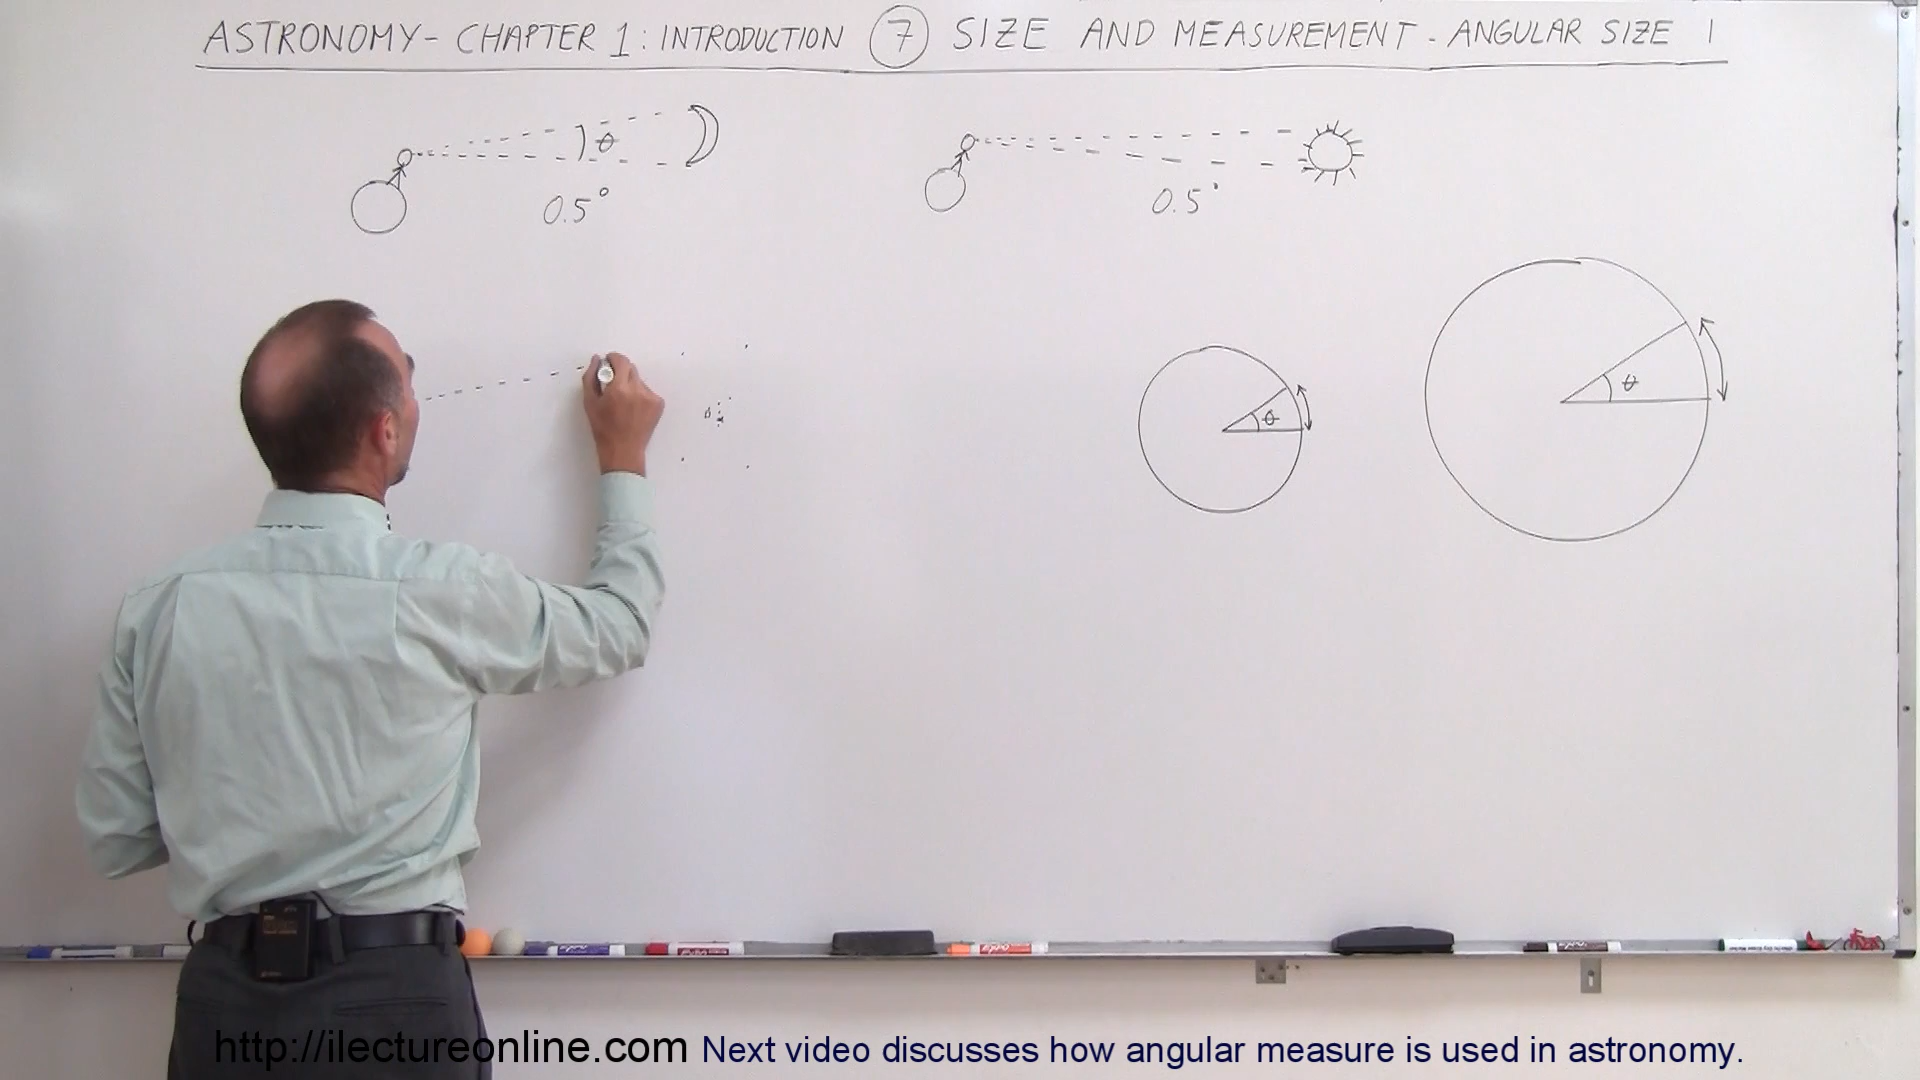 ASTRONOMY - CHAPTER 1: INTRODUCTION 7 SIZE AND MEASUREMENT - ANGULAR SIZE 1
θ
0.5°
0.5°
θ
θ
http://ilectureonline.com Next video discusses how angular measure is used in astronomy.